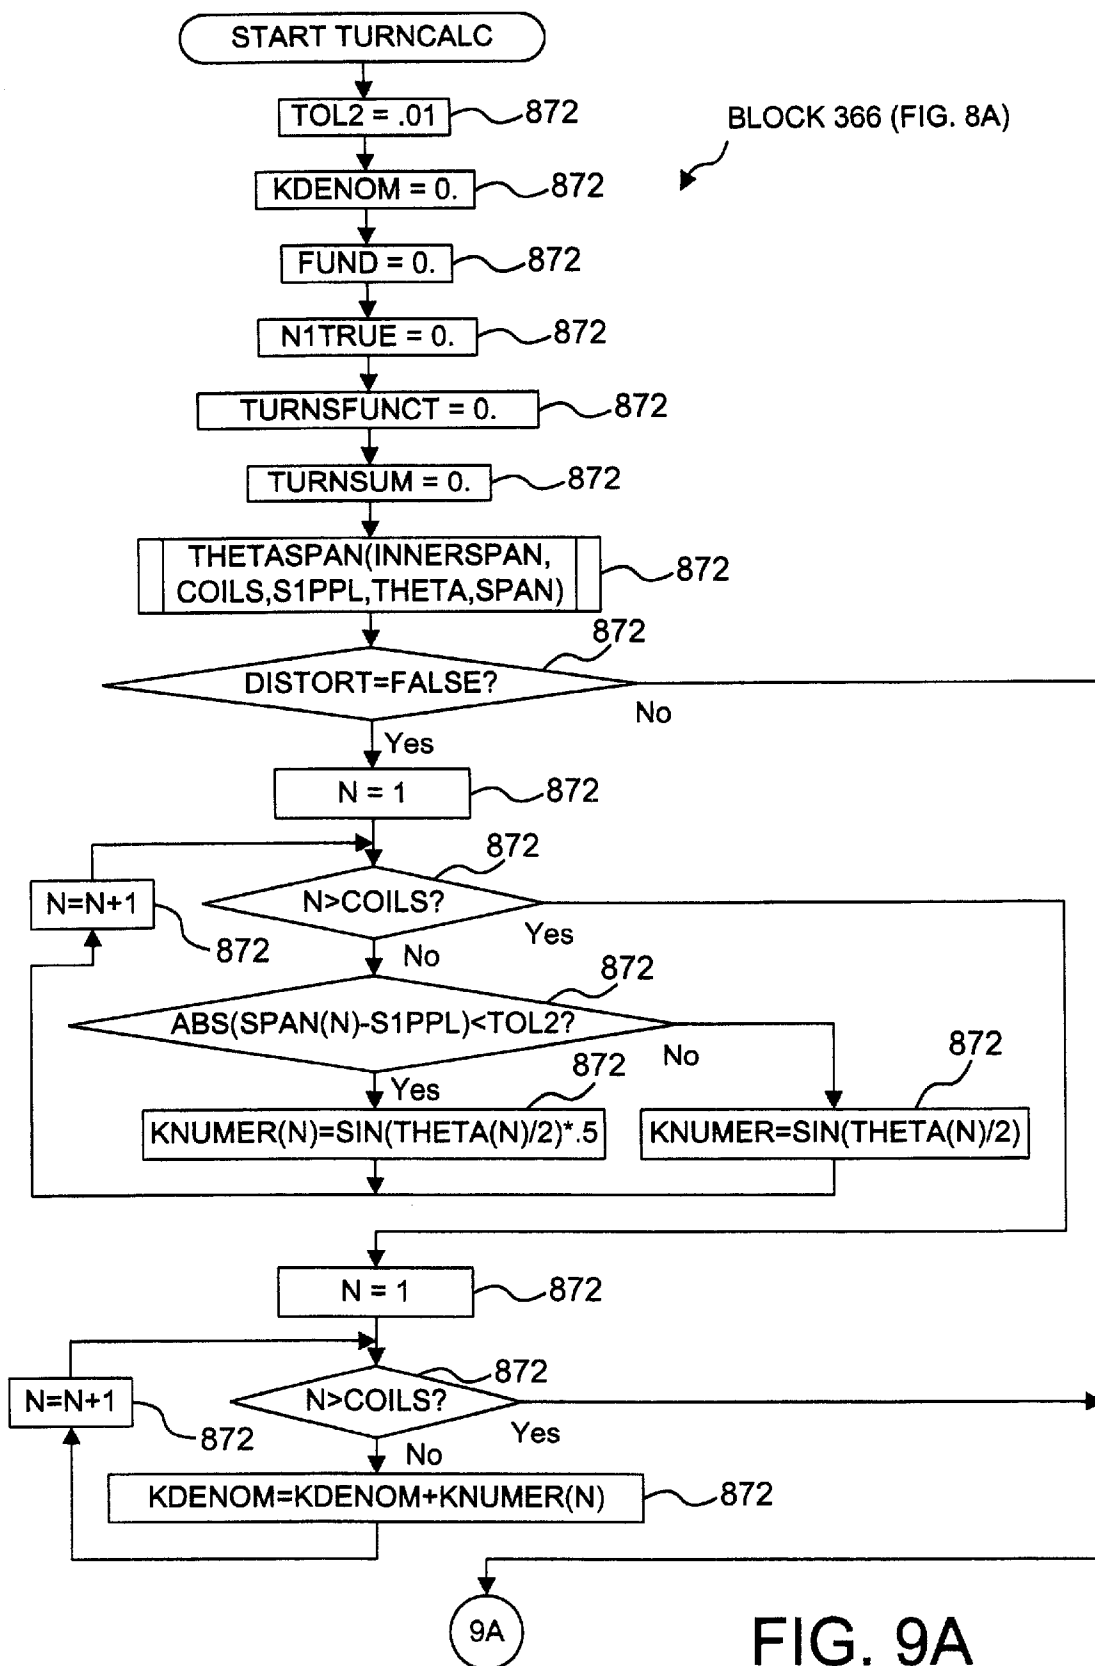 START TURNCALC
TOL2 = .01
872
BLOCK 366 (FIG. 8A)
KDENOM = 0.
872
FUND = 0.
872
N1TRUE = 0.
872
TURNSFUNCT = 0.
872
TURNSUM = 0.
872
THETASPAN(INNERSPAN,
COILS,S1PPL,THETA,SPAN)
872
872
DISTORT=FALSE?
No
Yes
N = 1
872
872
N=N+1
N>COILS?
872
Yes
No
872
ABS(SPAN(N)-S1PPL)<TOL2?
No
Yes
872
872
KNUMER(N)=SIN(THETA(N)/2)*.5
KNUMER=SIN(THETA(N)/2)
N = 1
872
872
N=N+1
N>COILS?
872
Yes
No
KDENOM=KDENOM+KNUMER(N)
872
9A
FIG. 9A